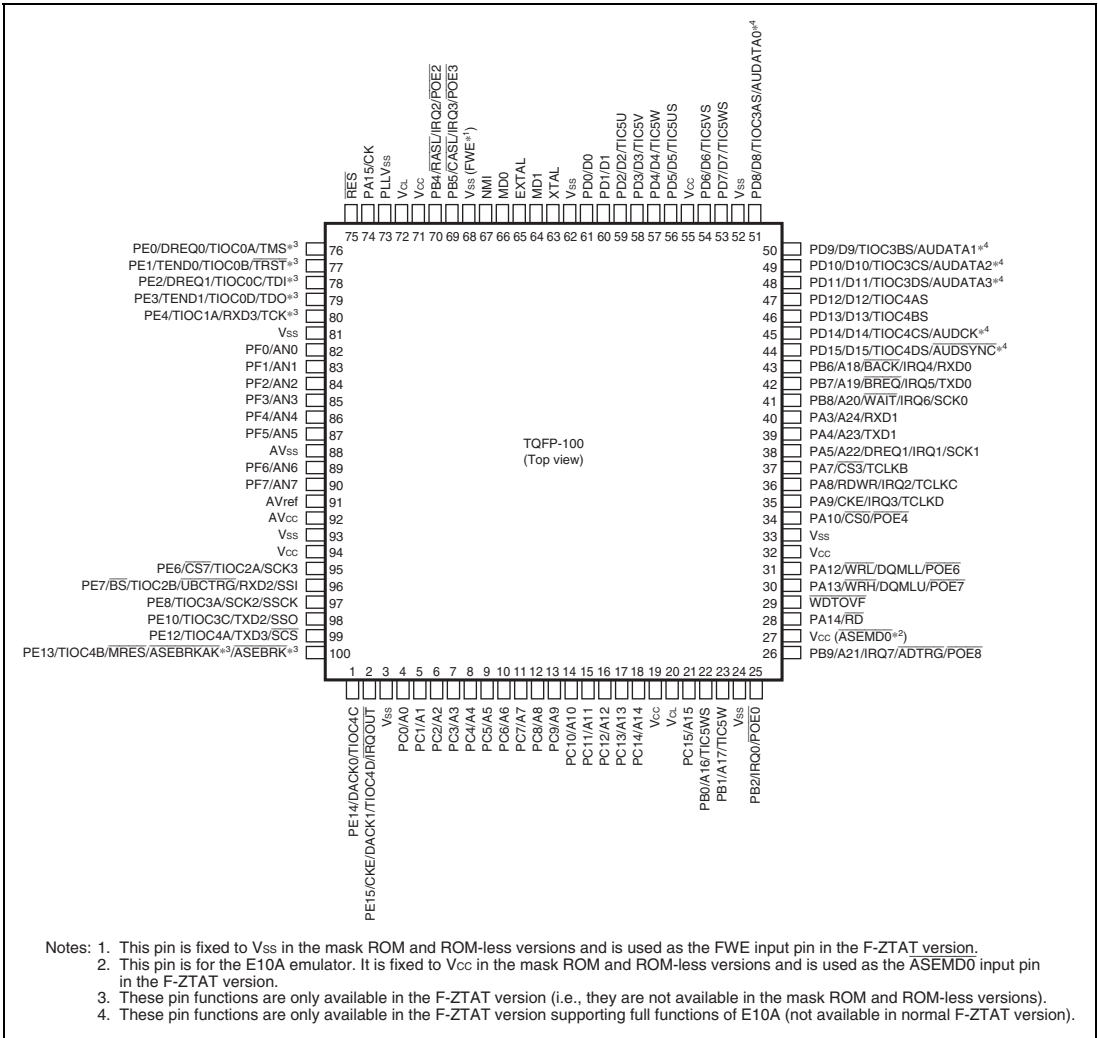 RES
PA15/CK
PLLVss
VCL
Vcc
PB4/RASL/IRQ2/POE2
PB5/CASL/IRQ3/POE3
Vss (FWE*1)
NMI
MD0
EXTAL
MD1
XTAL
Vss
PD0/D0
PD1/D1
PD2/D2/TIC5U
PD3/D3/TIC5V
PD4/D4/TIC5W
PD5/D5/TIC5US
Vcc
PD6/D6/TIC5VS
PD7/D7/TIC5WS
Vss
PD8/D8/TIOC3AS/AUDATA0*4
75 74 73 72 71 70 69 68 67 66 65 64 63 62 61 60 59 58 57 56 55 54 53 52 51
PE0/DREQ0/TIOC0A/TMS*3 76
PE1/TEND0/TIOC0B/TRST*3 77
PE2/DREQ1/TIOC0C/TDI*3 78
PE3/TEND1/TIOC0D/TDO*3 79
PE4/TIOC1A/RXD3/TCK*3 80
Vss 81
PF0/AN0 82
PF1/AN1 83
PF2/AN2 84
PF3/AN3 85
PF4/AN4 86
PF5/AN5 87
AVss 88
PF6/AN6 89
PF7/AN7 90
AVref 91
AVcc 92
Vss 93
Vcc 94
PE6/CS7/TIOC2A/SCK3 95
PE7/BS/TIOC2B/UBCTRG/RXD2/SSI 96
PE8/TIOC3A/SCK2/SSCK 97
PE10/TIOC3C/TXD2/SSO 98
PE12/TIOC4A/TXD3/SCS 99
PE13/TIOC4B/MRES/ASEBRKAK*3/ASEBRK*3 100
TQFP-100
(Top view)
50 PD9/D9/TIOC3BS/AUDATA1*4
49 PD10/D10/TIOC3CS/AUDATA2*4
48 PD11/D11/TIOC3DS/AUDATA3*4
47 PD12/D12/TIOC4AS
46 PD13/D13/TIOC4BS
45 PD14/D14/TIOC4CS/AUDCK*4
44 PD15/D15/TIOC4DS/AUDSYNC*4
43 PB6/A18/BACK/IRQ4/RXD0
42 PB7/A19/BREQ/IRQ5/TXD0
41 PB8/A20/WAIT/IRQ6/SCK0
40 PA3/A24/RXD1
39 PA4/A23/TXD1
38 PA5/A22/DREQ1/IRQ1/SCK1
37 PA7/CS3/TCLKB
36 PA8/RDWR/IRQ2/TCLKC
35 PA9/CKE/IRQ3/TCLKD
34 PA10/CS0/POE4
33 Vss
32 Vcc
31 PA12/WRL/DQMLL/POE6
30 PA13/WRH/DQMLU/POE7
29 WDTOVF
28 PA14/RD
27 Vcc (ASEMD0*2)
26 PB9/A21/IRQ7/ADTRG/POE8
1 2 3 4 5 6 7 8 9 10 11 12 13 14 15 16 17 18 19 20 21 22 23 24 25
PE14/DACK0/TIOC4C
PE15/CKE/DACK1/TIOC4D/IRQOUT
Vss
PC0/A0
PC1/A1
PC2/A2
PC3/A3
PC4/A4
PC5/A5
PC6/A6
PC7/A7
PC8/A8
PC9/A9
PC10/A10
PC11/A11
PC12/A12
PC13/A13
PC14/A14
Vcc
VCL
PC15/A15
PB0/A16/TIC5WS
PB1/A17/TIC5W
Vss
PB2/IRQ0/POE0
Notes: 1. This pin is fixed to Vss in the mask ROM and ROM-less versions and is used as the FWE input pin in the F-ZTAT version.
2. This pin is for the E10A emulator. It is fixed to Vcc in the mask ROM and ROM-less versions and is used as the ASEMD0 input pin
in the F-ZTAT version.
3. These pin functions are only available in the F-ZTAT version (i.e., they are not available in the mask ROM and ROM-less versions).
4. These pin functions are only available in the F-ZTAT version supporting full functions of E10A (not available in normal F-ZTAT version).